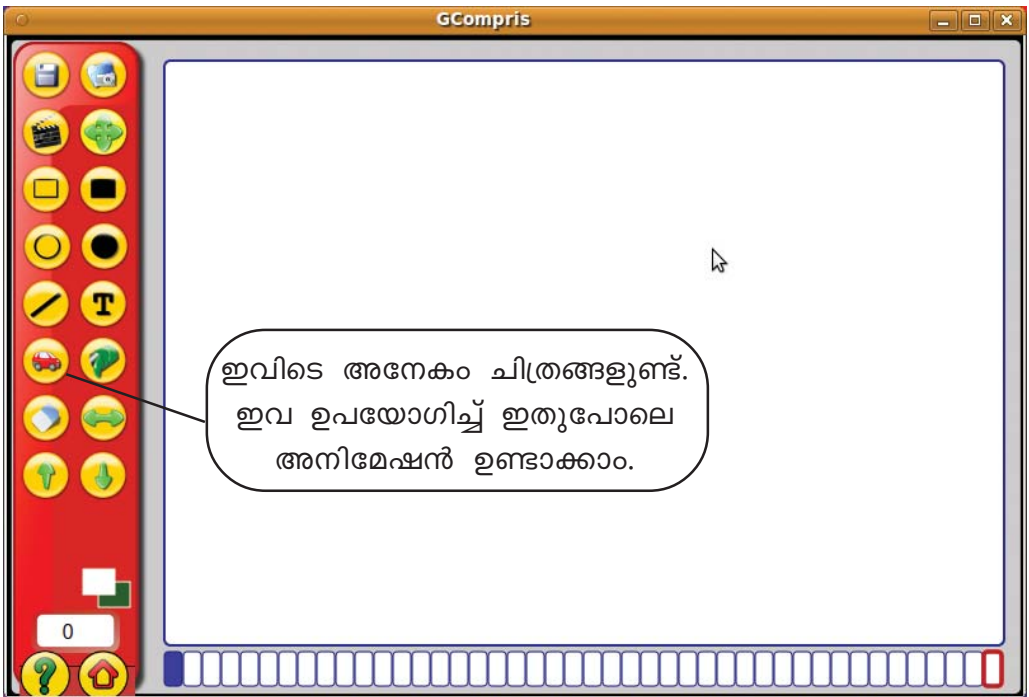 GCompris
T
ഇവിടെ അനേകം ചിത്രങ്ങളുണ്ട്.
ഇവ ഉപയോഗിച്ച് ഇതുപോലെ
അനിമേഷൻ ഉണ്ടാക്കാം.
0
?